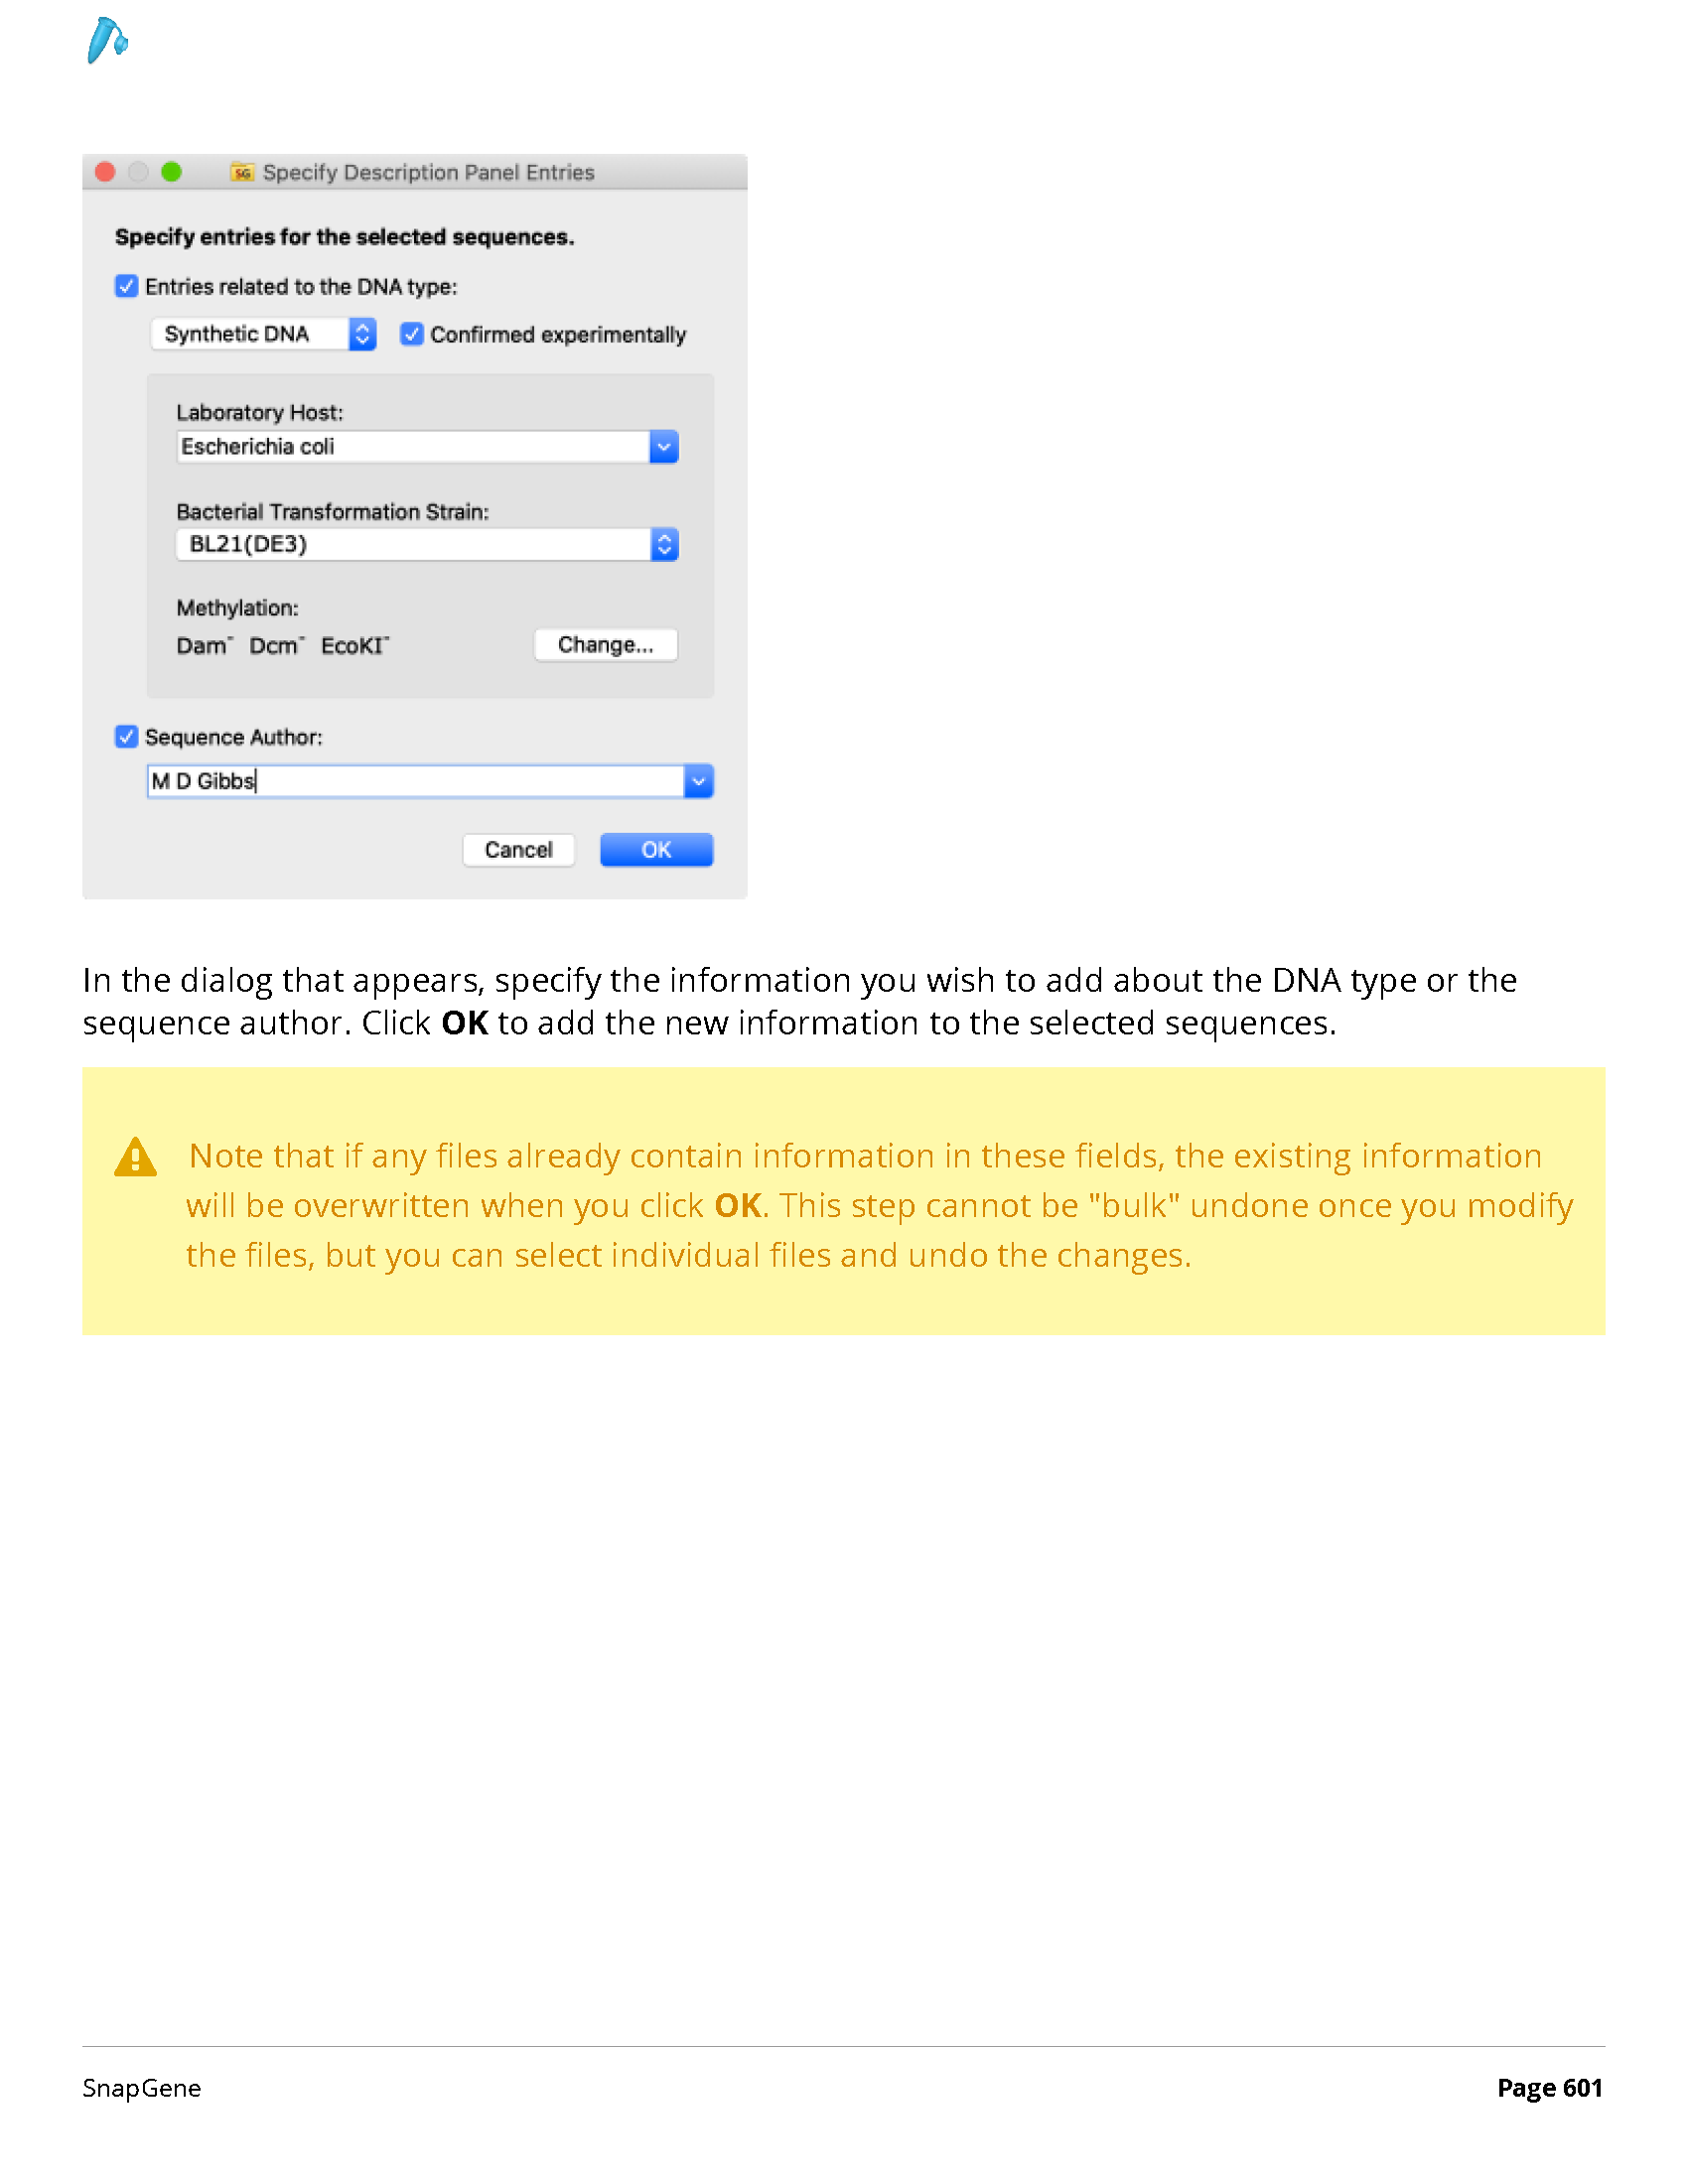 SG Specify Description Panel Entries
Specify entries for the selected sequences.
Entries related to the DNA type:
Synthetic DNA Confirmed experimentally
Laboratory Host:
Escherichia coli
Bacterial Transformation Strain:
BL21(DE3)
Methylation:
Dam⁻ Dcm⁻ EcoKI⁻ Change...
Sequence Author:
M D Gibbs
Cancel OK
In the dialog that appears, specify the information you wish to add about the DNA type or the
sequence author. Click OK to add the new information to the selected sequences.
Note that if any files already contain information in these fields, the existing information
will be overwritten when you click OK. This step cannot be "bulk" undone once you modify
the files, but you can select individual files and undo the changes.
SnapGene Page 601